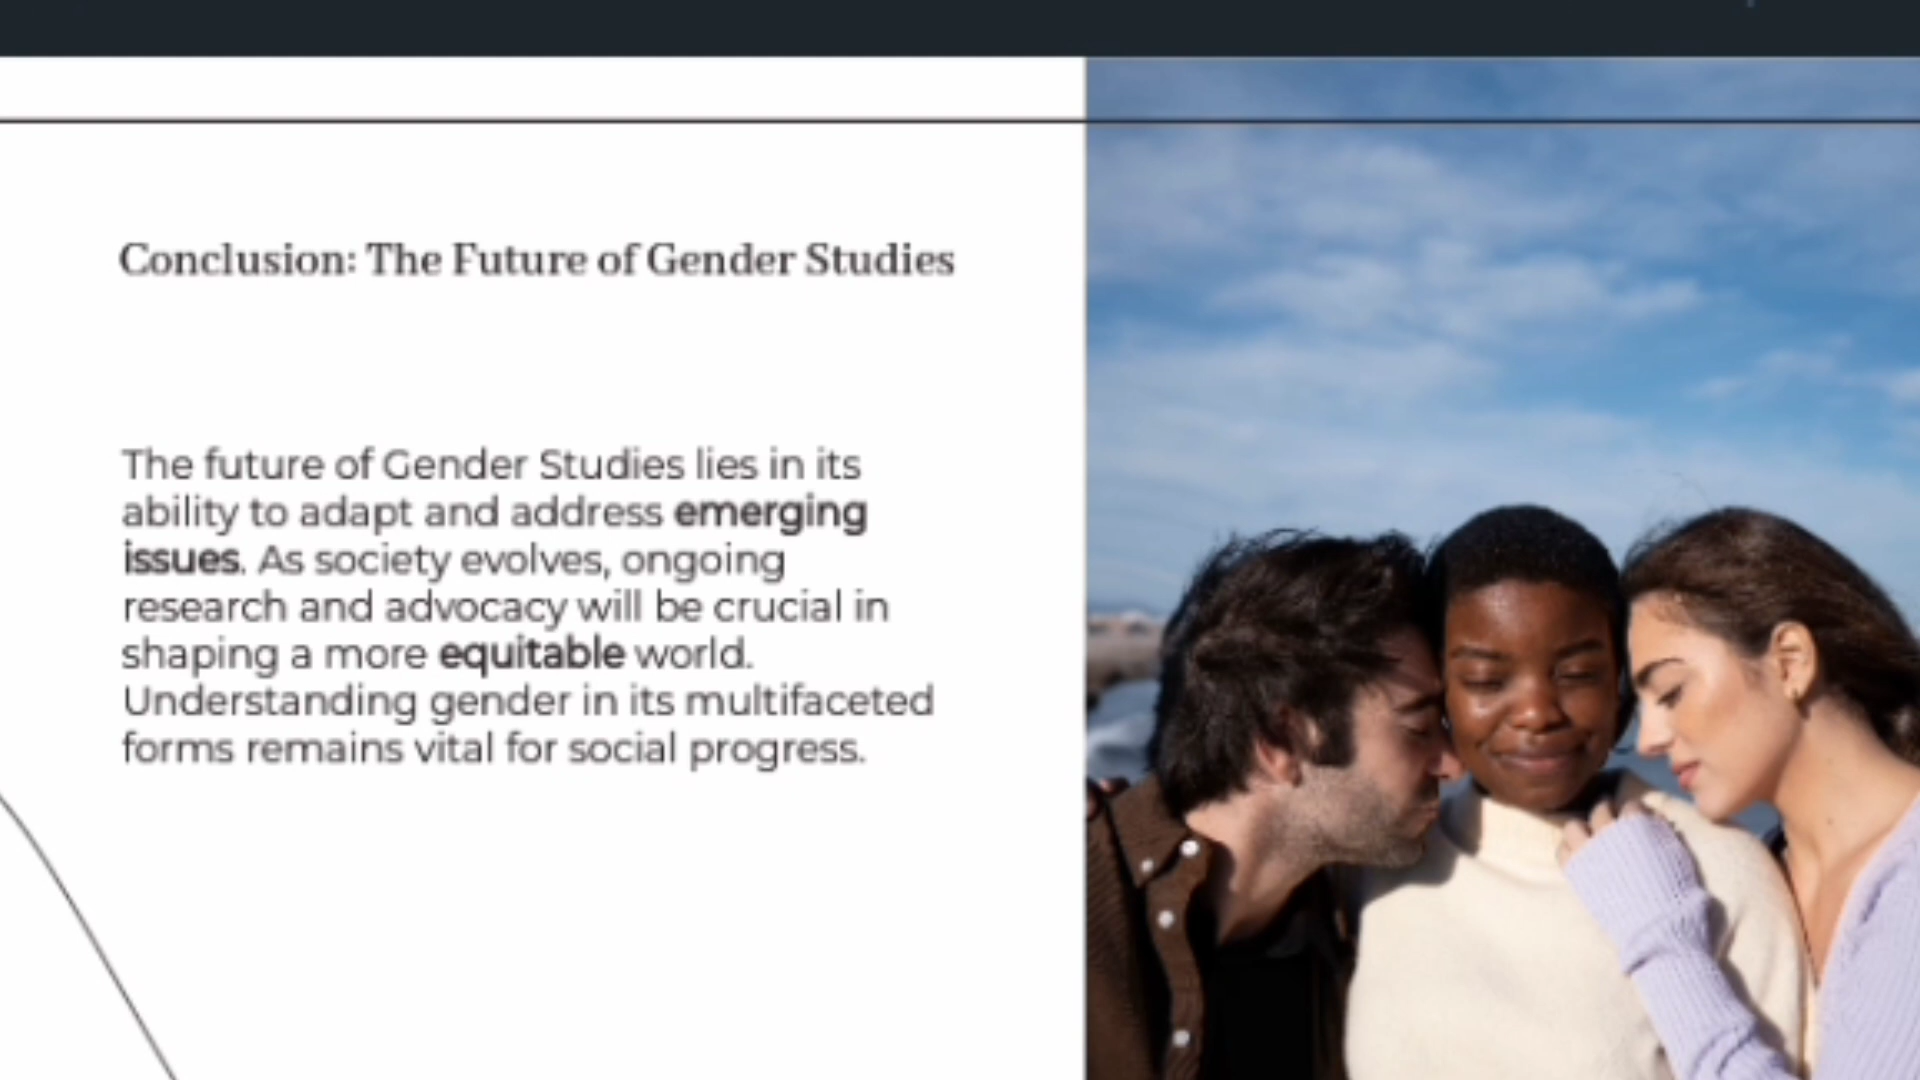 Conclusion: The Future of Gender Studies
The future of Gender Studies lies in its
ability to adapt and address emerging
issues. As society evolves, ongoing
research and advocacy will be crucial in
shaping a more equitable world.
Understanding gender in its multifaceted
forms remains vital for social progress.